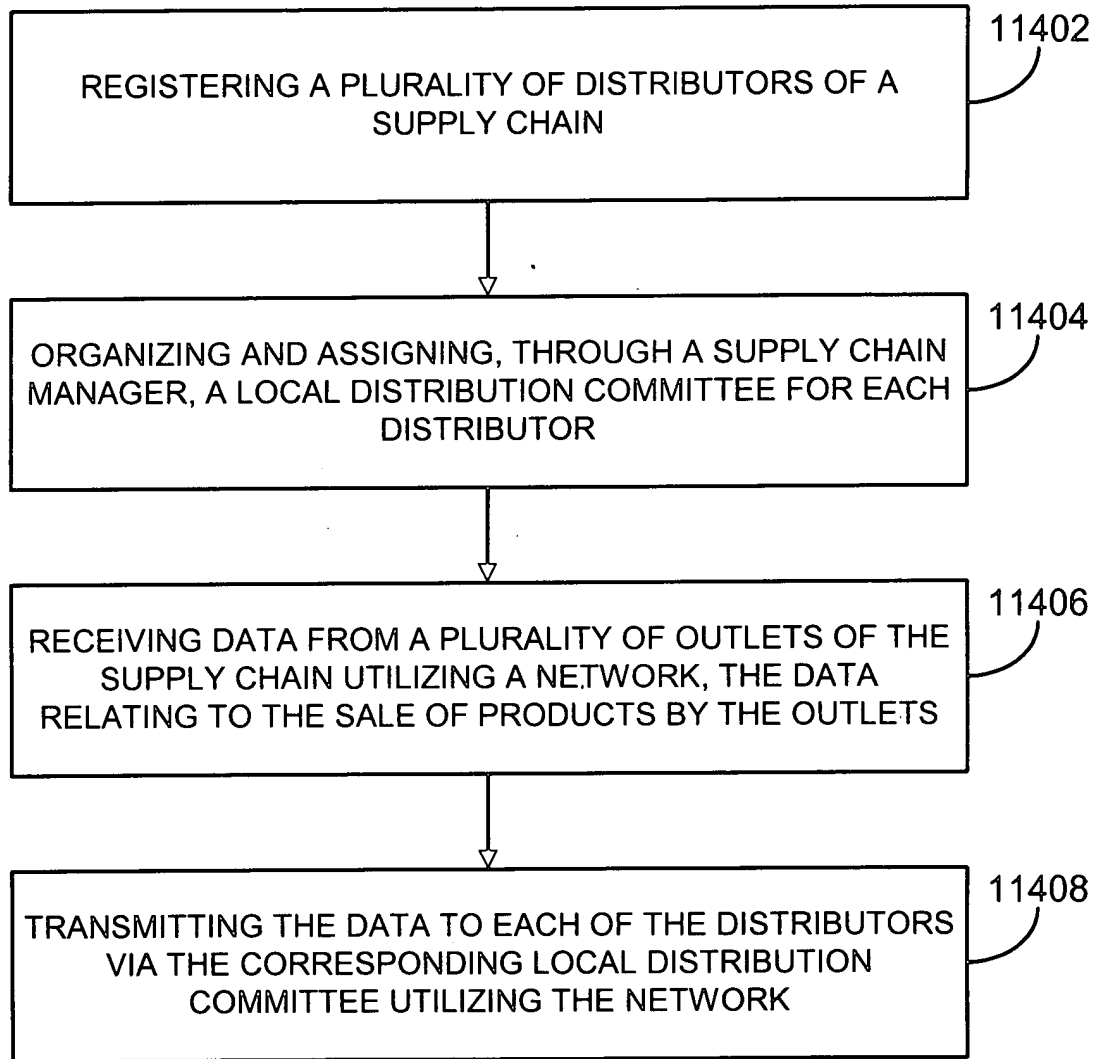 11402
REGISTERING A PLURALITY OF DISTRIBUTORS OF A
SUPPLY CHAIN
11404
ORGANIZING AND ASSIGNING, THROUGH A SUPPLY CHAIN
MANAGER, A LOCAL DISTRIBUTION COMMITTEE FOR EACH
DISTRIBUTOR
11406
RECEIVING DATA FROM A PLURALITY OF OUTLETS OF THE
SUPPLY CHAIN UTILIZING A NETWORK, THE DATA
RELATING TO THE SALE OF PRODUCTS BY THE OUTLETS
11408
TRANSMITTING THE DATA TO EACH OF THE DISTRIBUTORS
VIA THE CORRESPONDING LOCAL DISTRIBUTION
COMMITTEE UTILIZING THE NETWORK